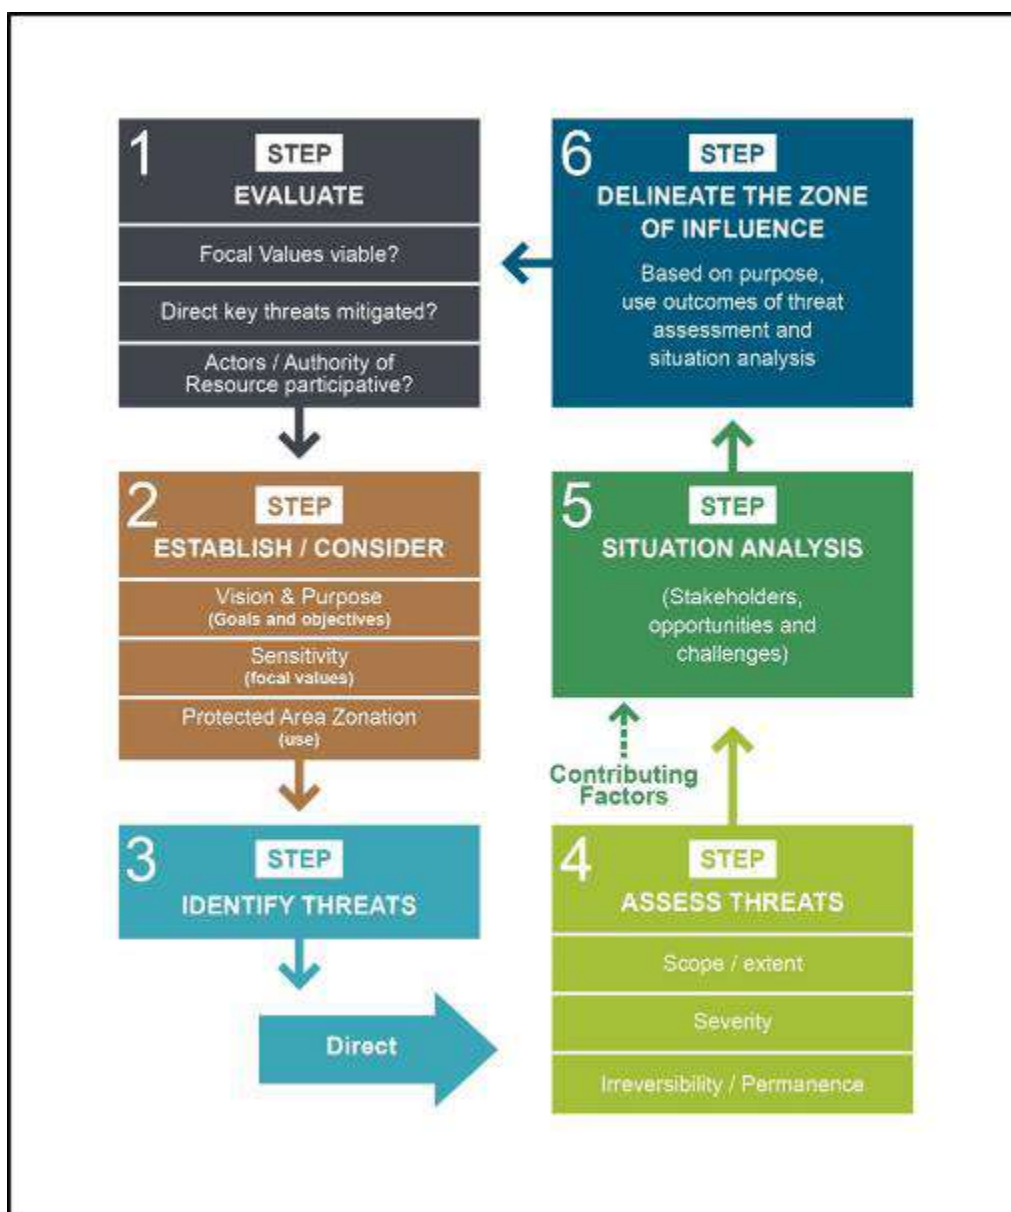 1
STEP
EVALUATE
Focal Values viable?
Direct key threats mitigated?
Actors / Authority of
Resource participative?
2
STEP
ESTABLISH / CONSIDER
Vision & Purpose
(Goals and objectives)
Sensitivity
(focal values)
Protected Area Zonation
(use)
3
STEP
IDENTIFY THREATS
Direct
4
STEP
ASSESS THREATS
Scope / extent
Severity
Irreversibility / Permanence
Contributing
Factors
5
STEP
SITUATION ANALYSIS
(Stakeholders,
opportunities and
challenges)
6
STEP
DELINEATE THE ZONE
OF INFLUENCE
Based on purpose,
use outcomes of threat
assessment and
situation analysis